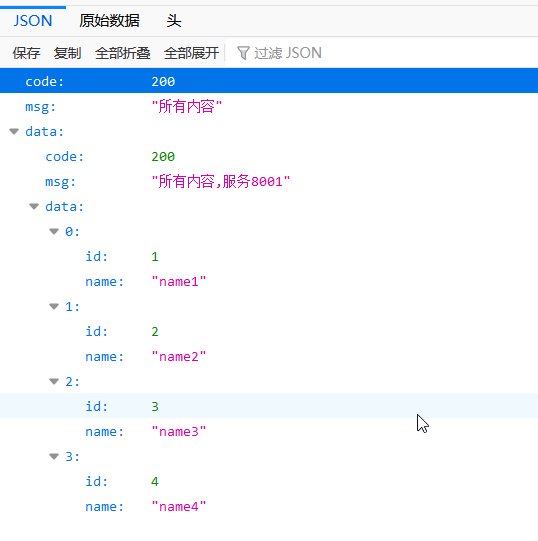 JSON 原始数据 头
保存 复制 全部折叠 全部展开 过滤 JSON
code: 200
msg: "所有内容"
data:
code: 200
msg: "所有内容,服务8001"
data:
0:
id: 1
name: "name1"
1:
id: 2
name: "name2"
2:
id: 3
name: "name3"
3:
id: 4
name: "name4"